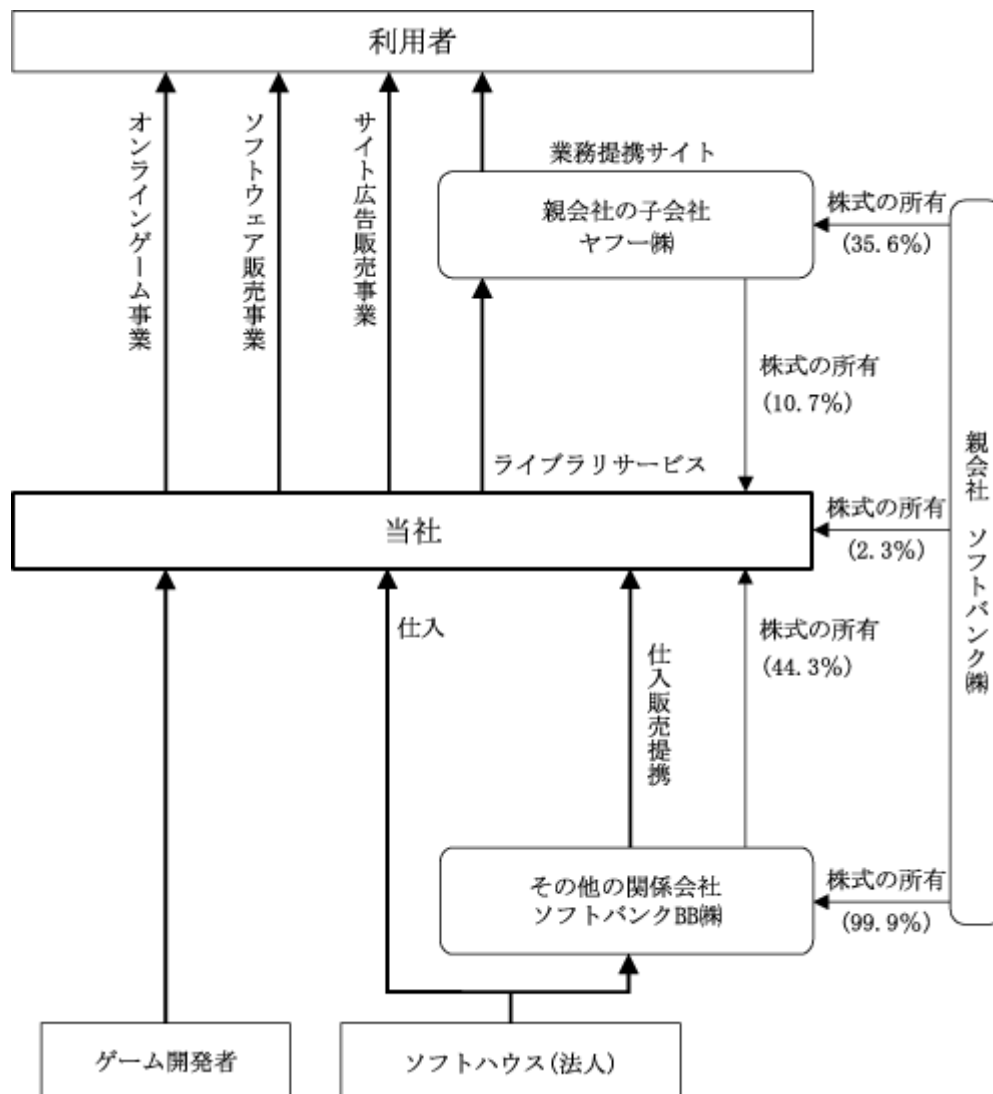 利用者
オンラインゲーム事業
ソフトウェア販売事業
サイト広告販売事業
業務提携サイト
親会社の子会社
ヤフー㈱
株式の所有
(35.6%)
株式の所有
(10.7%)
ライブラリサービス
当社
株式の所有
(2.3%)
親会社 ソフトバンク㈱
仕入
仕入販売提携
株式の所有
(44.3%)
その他の関係会社
ソフトバンクBB㈱
株式の所有
(99.9%)
ゲーム開発者
ソフトハウス(法人)